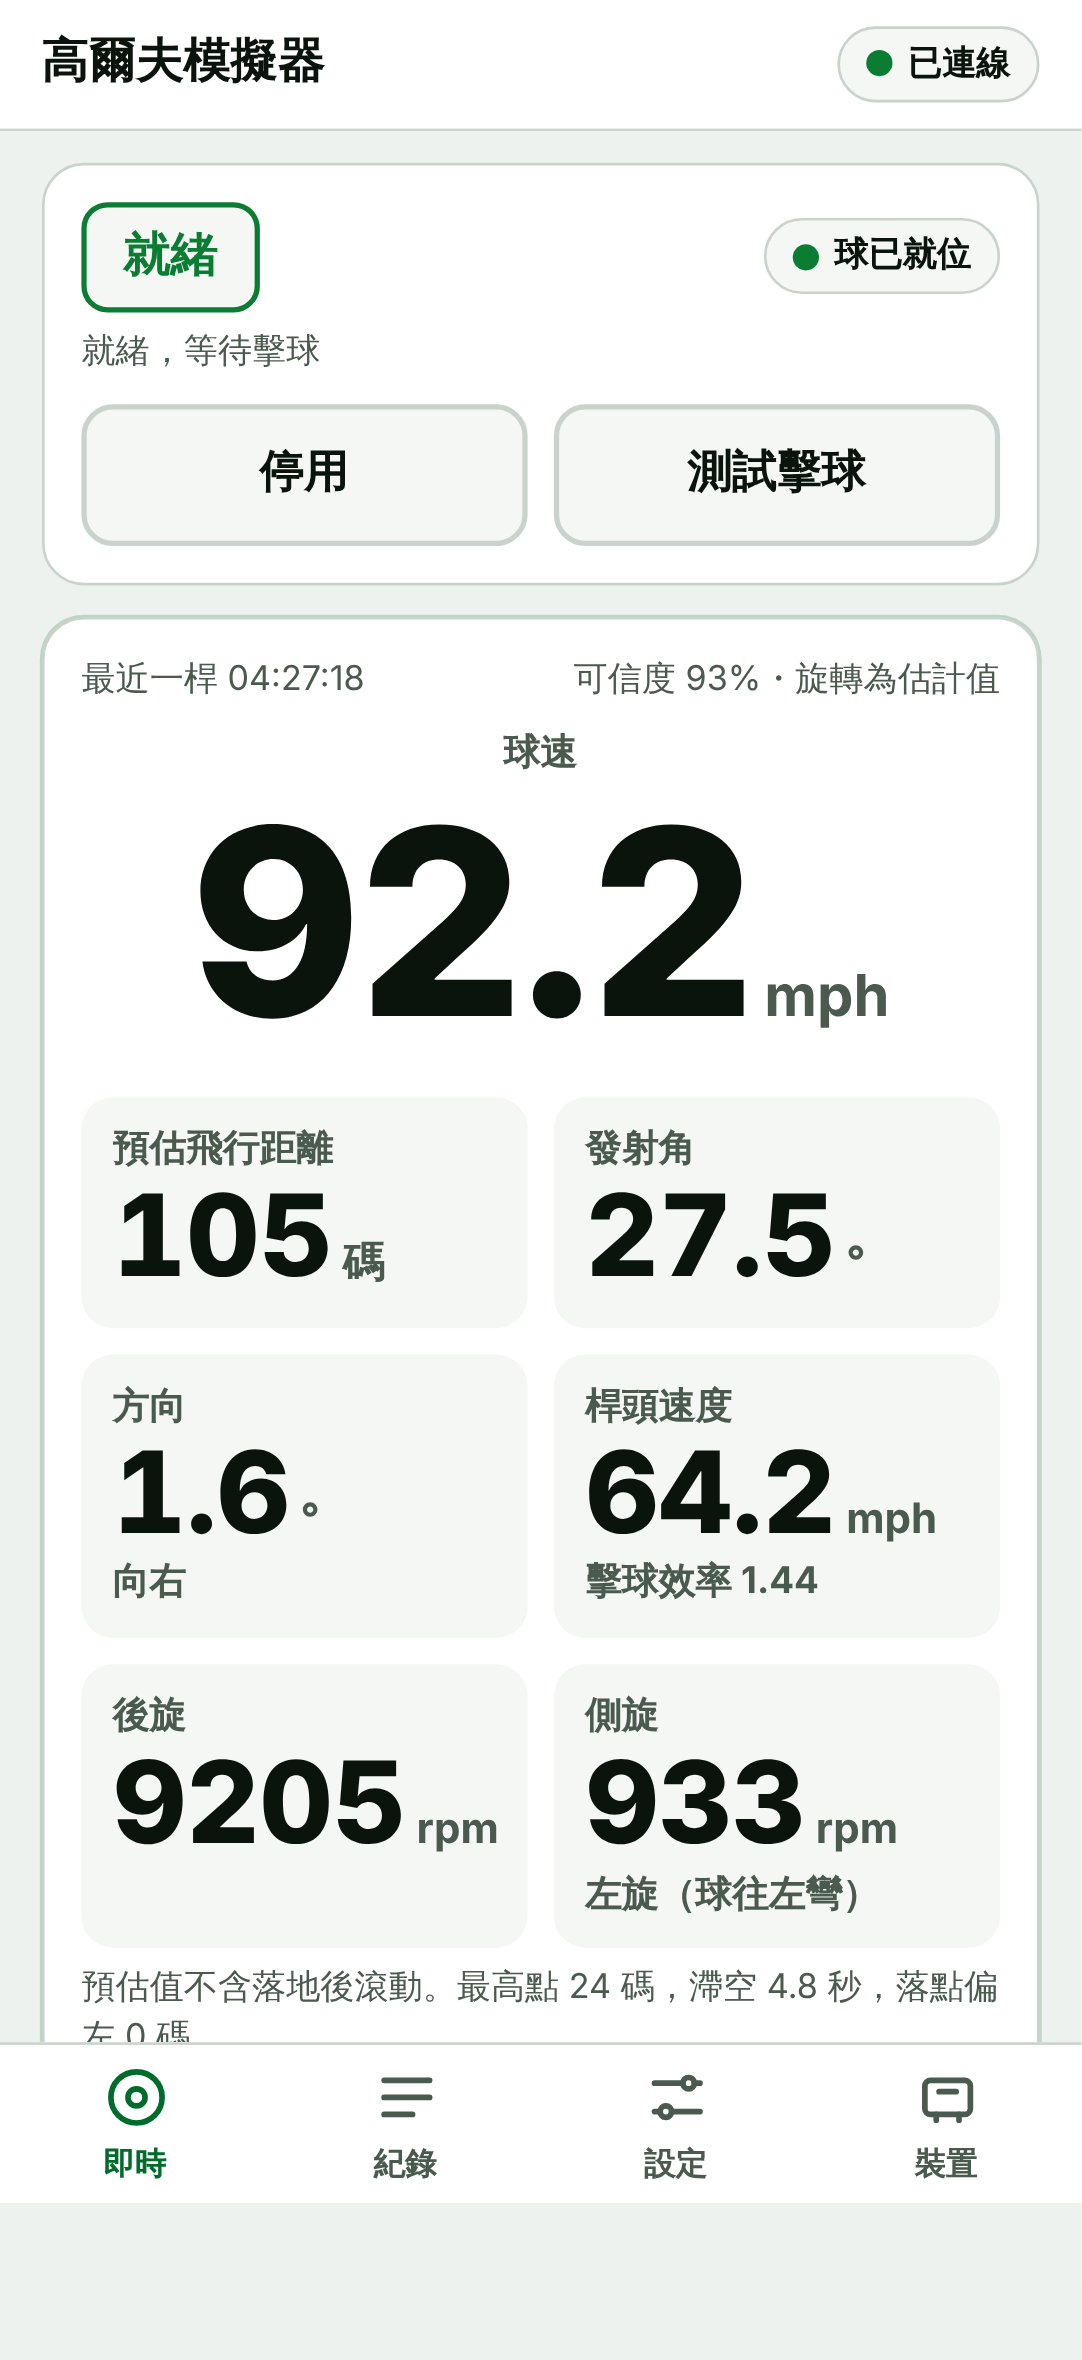 高爾夫模擬器
已連線
就緒
球已就位
就緒，等待擊球
停用
測試擊球
最近一桿 04:27:18
可信度 93%・旋轉為估計值
球速
92.2 mph
預估飛行距離
105 碼
發射角
27.5°
方向
1.6°
向右
桿頭速度
64.2 mph
擊球效率 1.44
後旋
9205 rpm
側旋
933 rpm
左旋（球往左彎）
預估值不含落地後滾動。最高點 24 碼，滯空 4.8 秒，落點偏
左 0 碼
即時
紀錄
設定
裝置